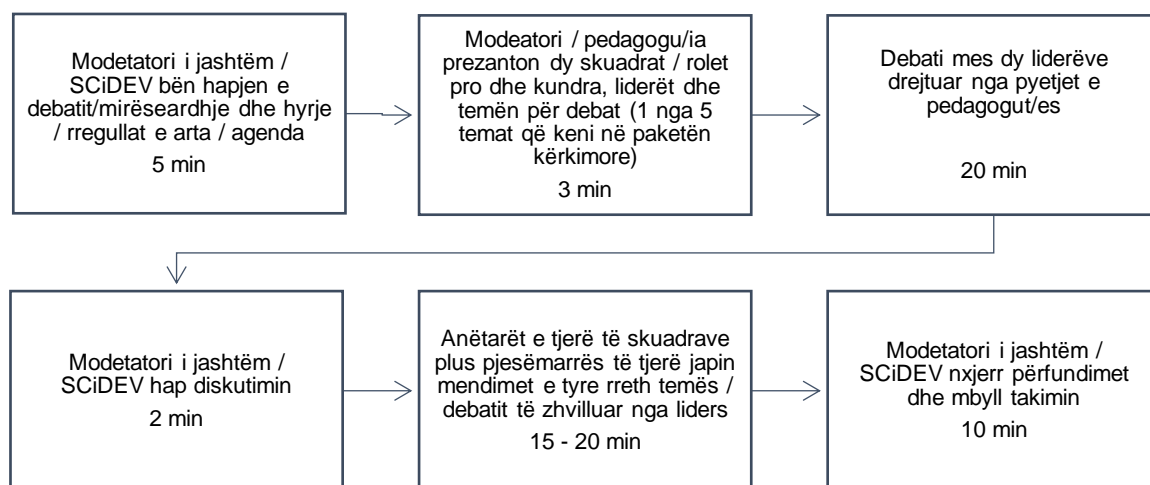 Modetatori i jashtëm /
SCiDEV bën hapjen e
debatit/mirëseardhje dhe hyrje
/ rregullat e arta / agenda
5 min
Modeatori / pedagogu/ia
prezanton dy skuadrat / rolet
pro dhe kundra, liderët dhe
temën për debat (1 nga 5
temat që keni në paketën
kërkimore)
3 min
Debati mes dy liderëve
drejtuar nga pyetjet e
pedagogut/es
20 min
Modetatori i jashtëm /
SCiDEV hap diskutimin
2 min
Anëtarët e tjerë të skuadrave
plus pjesëmarrës të tjerë japin
mendimet e tyre rreth temës /
debatit të zhvilluar nga liders
15 - 20 min
Modetatori i jashtëm /
SCiDEV nxjerr përfundimet
dhe mbyll takimin
10 min